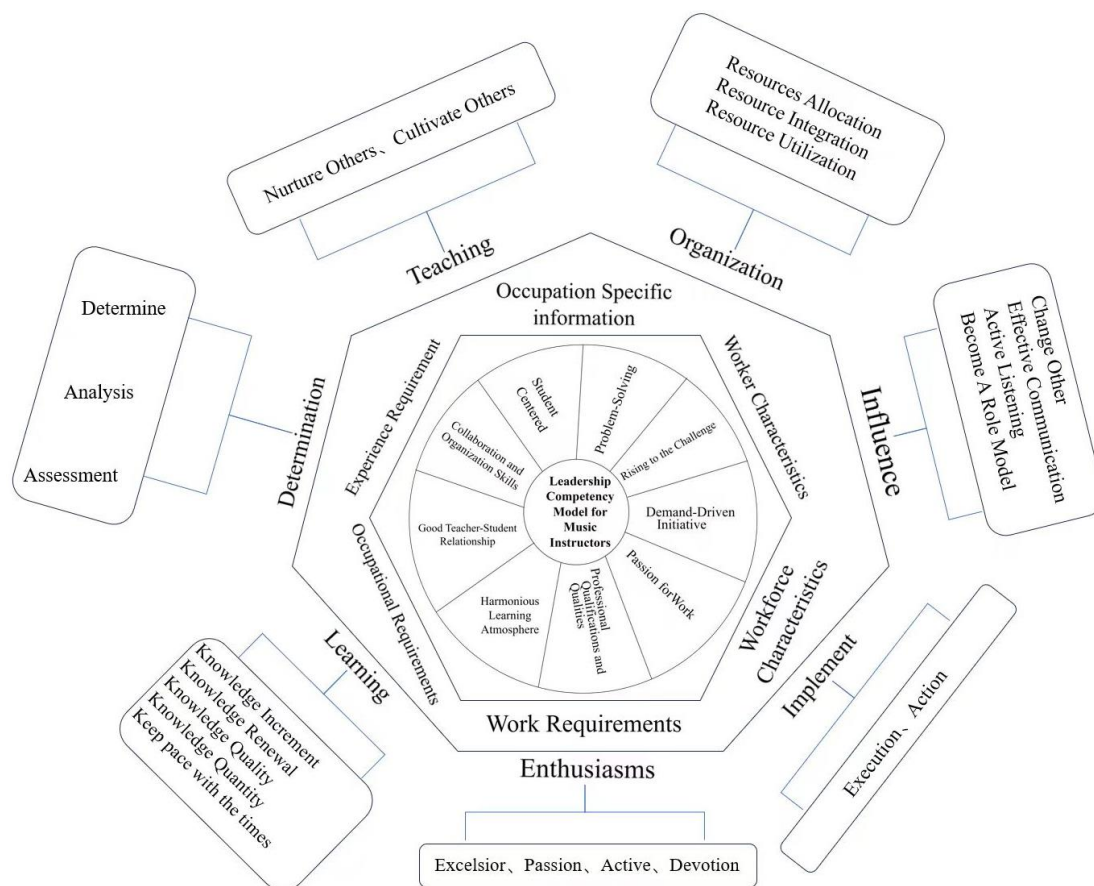 Resources Allocation
Resource Integration
Resource Utilization
Nurture Others、Cultivate Others
Organization
Teaching
Determine
Analysis
Assessment
Change Other
Effective Communication
Active Listening
Become A Role Model
Occupation Specific
information
Experience Requirement
Worker Characteristics
Determination
Influence
Student
Centered
Problem-Solving
Collaboration and
Organization Skills
Rising to the Challenge
Leadership
Competency
Model for
Music
Instructors
Good Teacher-Student
Relationship
Demand-Driven
Initiative
Passion forWork
Harmonious
Learning
Atmosphere
Professional
Qualifications and
Qualities
Occupational Requirements
Workforce
Characteristics
Work Requirements
Learning
Implement
Enthusiasms
Knowledge Increment
Knowledge Renewal
Knowledge Quality
Knowledge Quantity
Keep pace with the times
Execution、Action
Excelsior、Passion、Active、Devotion